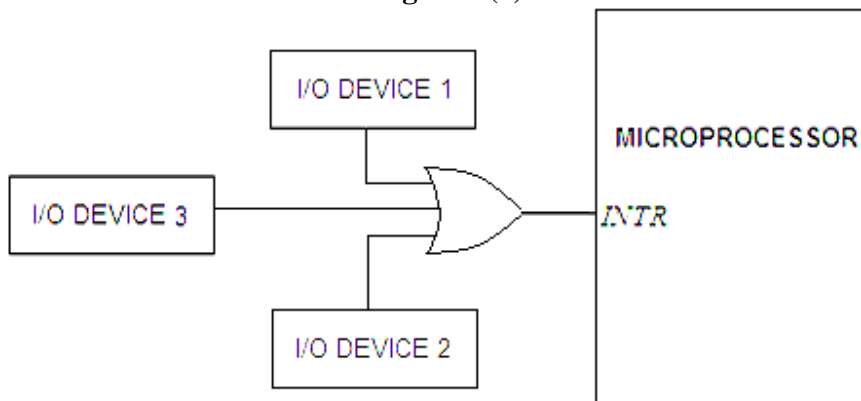 I/O DEVICE 1
MICROPROCESSOR
I/O DEVICE 3
INTR
I/O DEVICE 2